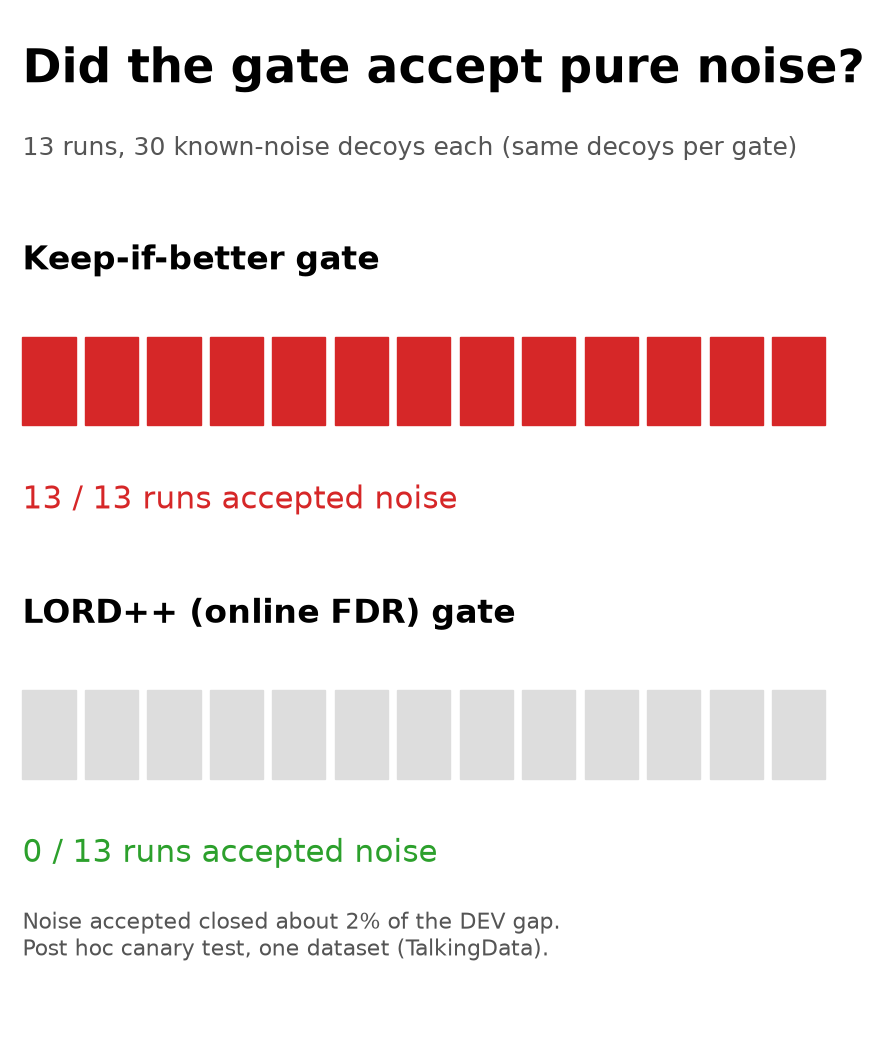 Did the gate accept pure noise?
13 runs, 30 known-noise decoys each (same decoys per gate)
Keep-if-better gate
13 / 13 runs accepted noise
LORD++ (online FDR) gate
0 / 13 runs accepted noise
Noise accepted closed about 2% of the DEV gap.
Post hoc canary test, one dataset (TalkingData).